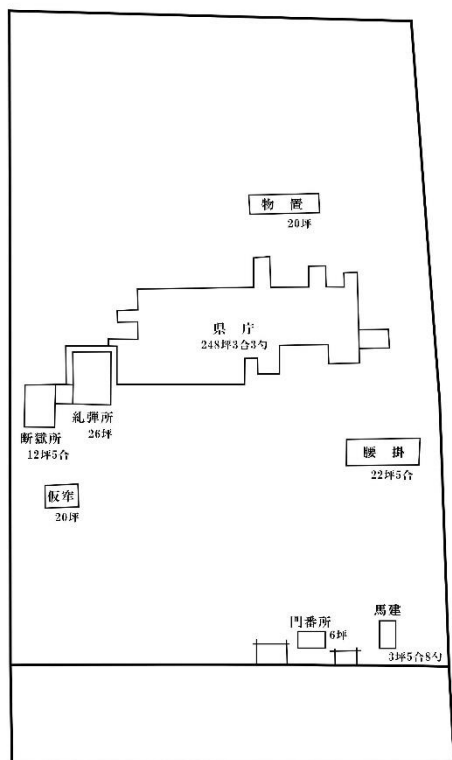 物置
20坪
県庁
248坪3合3勺
糺弾所
26坪
断獄所
12坪5合
腰掛
22坪5合
仮牢
20坪
門番所
6坪
馬建
3坪5合8勺